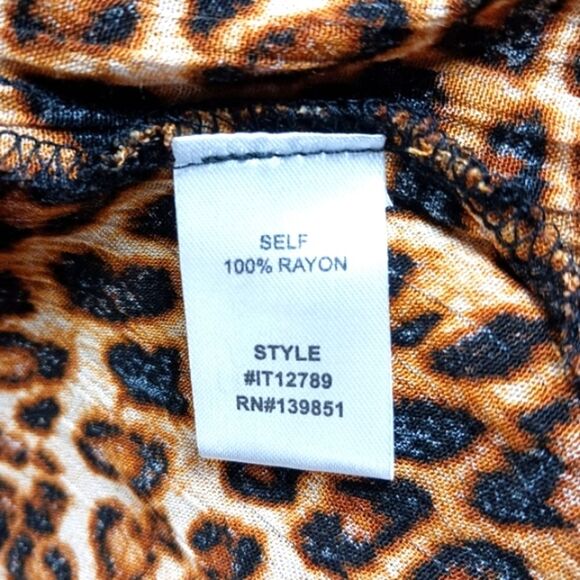 SELF
100% RAYON
STYLE
#IT12789
RN#139851